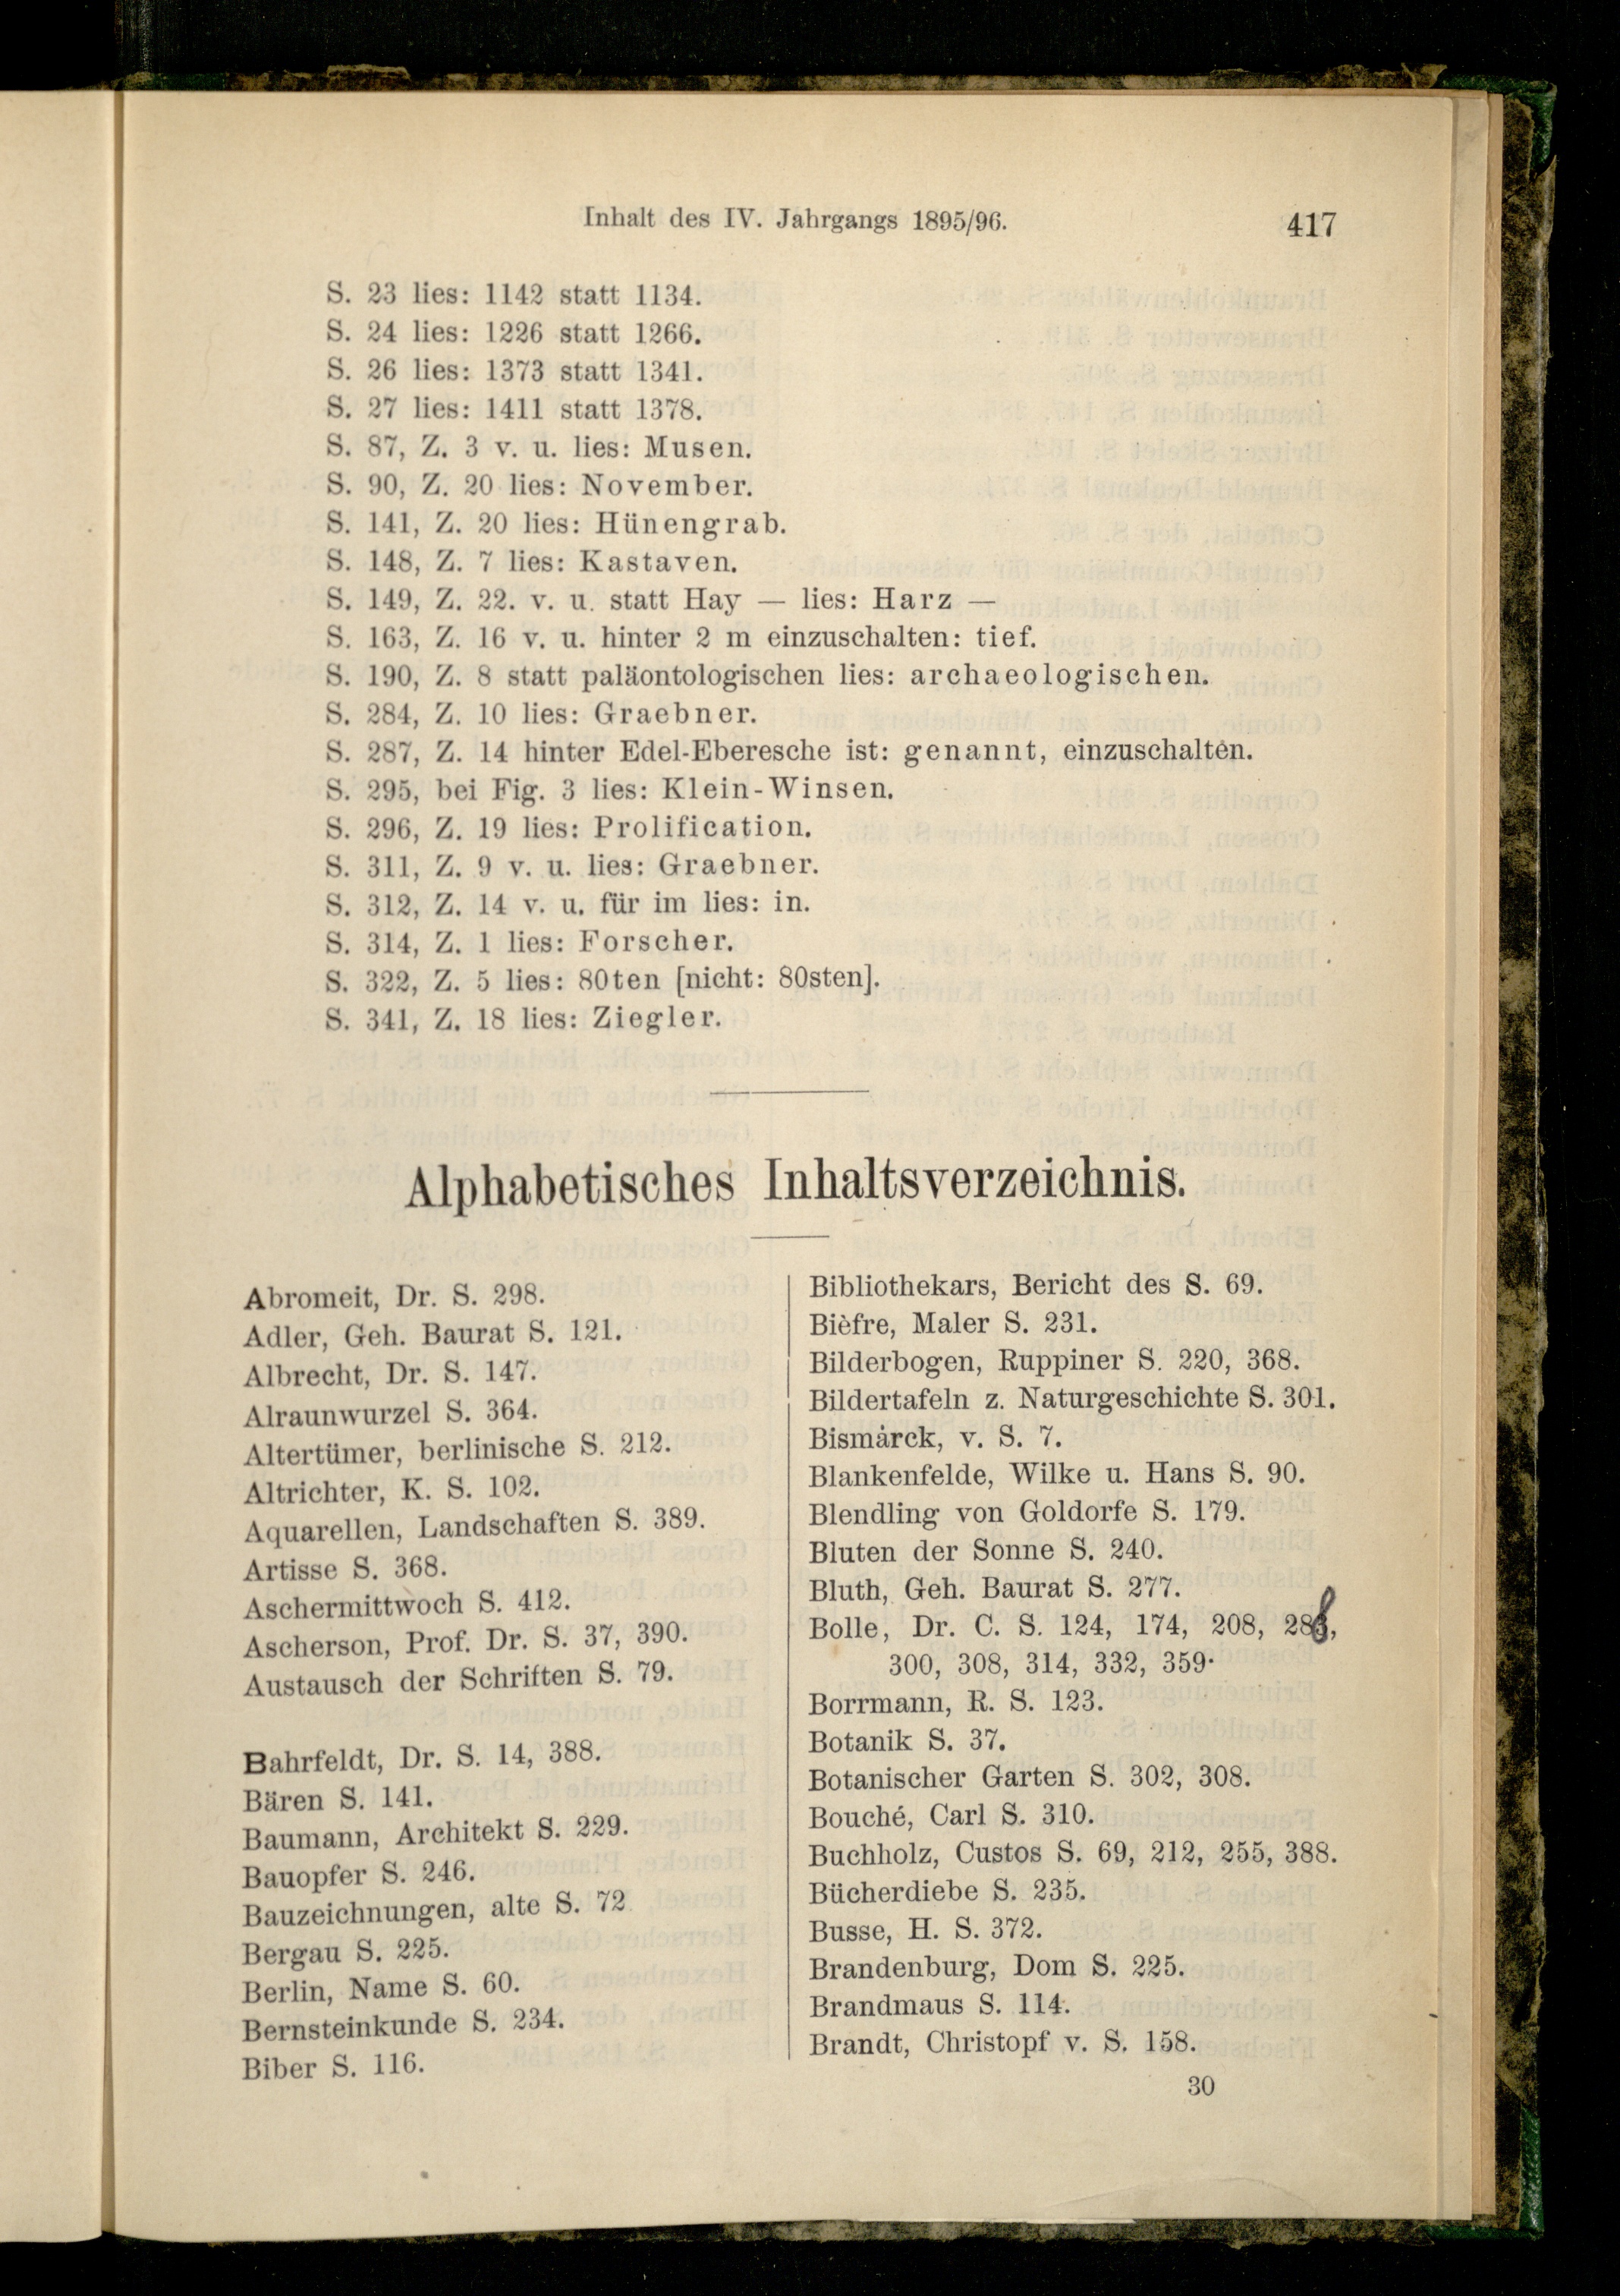 Inhalt des IV. Jahrgangs 1895/96. 417
S. 23 lies: 1142 statt 1134.
S. 24 lies: 1226 statt 1266.
S. 26 lies: 1373 statt 1341.
S. 27 lies: 1411 statt 1378.
S. 87, Z. 3 v. u. lies: Musen.
S. 90, Z. 20 lies: November.
S. 141, Z. 20 lies: Hünengrab.
S. 148, Z. 7 lies: Kastaven.
S. 149, Z. 22. v. u. statt Hay — lies: Harz —
S. 163, Z. 16 v. u. hinter 2 m einzuschalten: tief.
S. 190, Z. 8 statt paläontologischen lies: archaeologischen.
S. 284, Z. 10 lies: Graebner.
S. 287, Z. 14 hinter Edel-Eberesche ist: genannt, einzuschalten.
S. 295, bei Fig. 3 lies: Klein-Winsen.
S. 296, Z. 19 lies: Prolification.
S. 311, Z. 9 v. u. lies: Graebner.
S. 312, Z. 14 v. u. für im lies: in.
S. 314, Z. 1 lies: Forscher.
S. 322, Z. 5 lies: 80ten [nicht: 80sten].
S. 341, Z. 18 lies: Ziegler.
Alphabetisches Inhaltsverzeichnis.
Abromeit, Dr. S. 298.
Adler, Geh. Baurat S. 121.
Albrecht, Dr. S. 147.
Alraunwurzel S. 364.
Altertümer, berlinische S. 212.
Altrichter, K. S. 102.
Aquarellen, Landschaften S. 389.
Artisse S. 368.
Aschermittwoch S. 412.
Ascherson, Prof. Dr. S. 37, 390.
Austausch der Schriften S. 79.
Bahrfeldt, Dr. S. 14, 388.
Bären S. 141.
Baumann, Architekt S. 229.
Bauopfer S. 246.
Bauzeichnungen, alte S. 72
Bergau S. 225.
Berlin, Name S. 60.
Bernsteinkunde S. 234.
Biber S. 116.
Bibliothekars, Bericht des S. 69.
Bièfre, Maler S. 231.
Bilderbogen, Ruppiner S. 220, 368.
Bildertafeln z. Naturgeschichte S. 301.
Bismarck, v. S. 7.
Blankenfelde, Wilke u. Hans S. 90.
Blendling von Goldorfe S. 179.
Bluten der Sonne S. 240.
Bluth, Geh. Baurat S. 277.
Bolle, Dr. C. S. 124, 174, 208,
300, 308, 314, 332, 359.
Borrmann, R. S. 123.
Botanik S. 37.
Botanischer Garten S. 302, 308.
Bouché, Carl S. 310.
Buchholz, Custos S. 69, 212, 255, 388.
Bücherdiebe S. 235.
Busse, H. S. 372.
Brandenburg, Dom S. 225.
Brandmaus S. 114.
Brandt, Christopf v. S. 158.
30